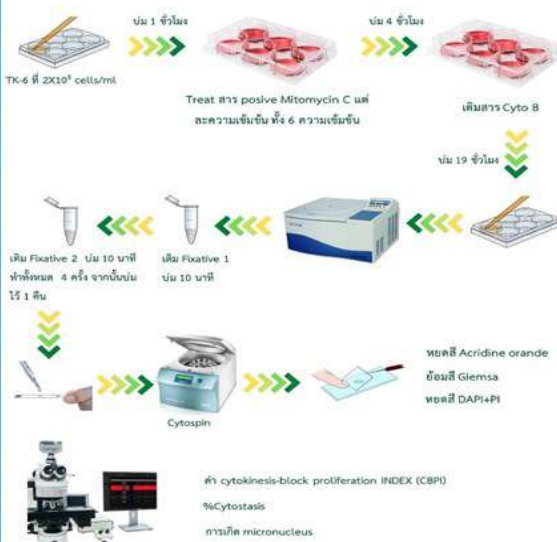 บ่ม 1 ชั่วโมง
บ่ม 4 ชั่วโมง
TK-6 ที่ 2X10⁵ cells/ml
Treat สาร posive Mitomycin C แต่
ละความเข้มข้น ทั้ง 6 ความเข้มข้น
เติมสาร Cyto B
บ่ม 19 ชั่วโมง
เติม Fixative 2 บ่ม 10 นาที
ทำทั้งหมด 4 ครั้ง จากนั้นบ่ม
ไว้ 1 คืน
เติม Fixative 1
บ่ม 10 นาที
Cytospin
หยดสี Acridine orande
ย้อมสี Giemsa
หยดสี DAPI+PI
ค่า cytokinesis-block proliferation INDEX (CBPI)
%Cytostasis
การเกิด micronucleus